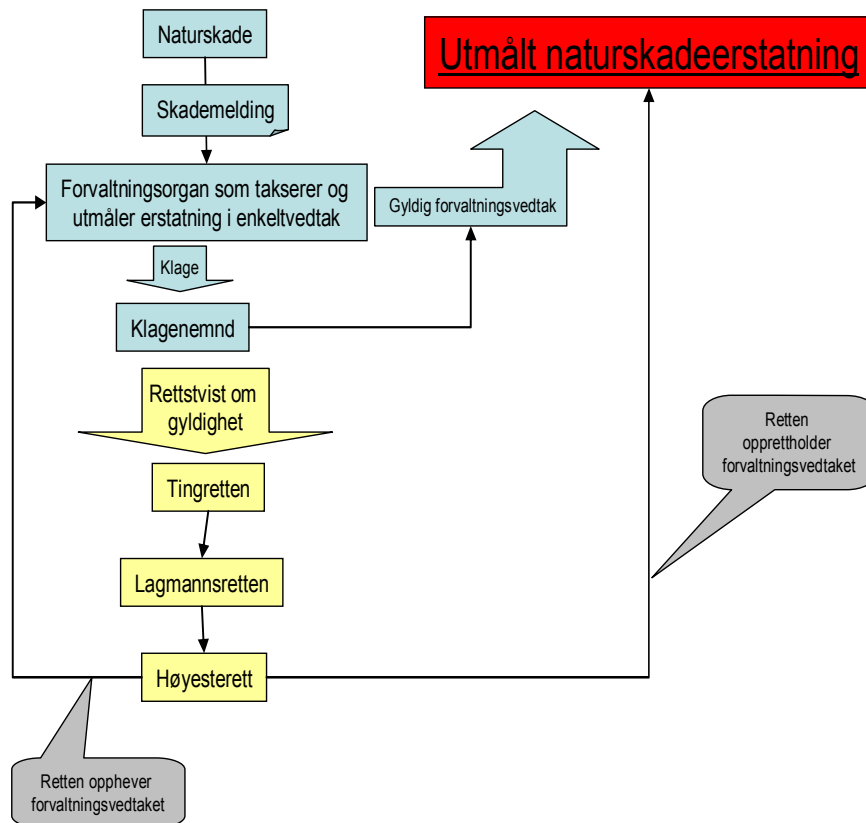 Naturskade
Utmålt naturskadeerstatning
Skademelding
Forvaltningsorgan som takserer og
utmåler erstatning i enkeltvedtak
Gyldig forvaltningsvedtak
Klage
Klagenemnd
Rettstvist om
gyldighet
Retten
opprettholder
forvaltningsvedtaket
Tingretten
Lagmannsretten
Høyesterett
Retten opphever
forvaltningsvedtaket